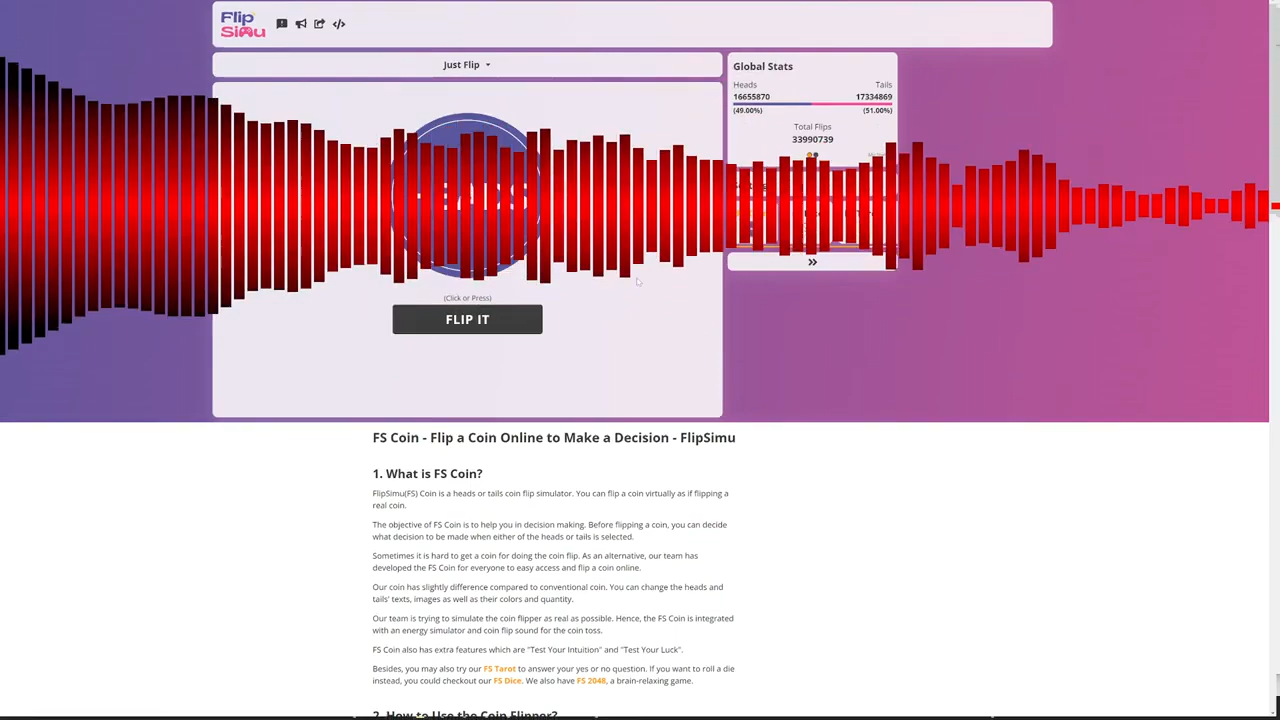 Flip
Simu
Just Flip
Global Stats
Heads Tails
16655870 17334869
(49.00%) (51.00%)
Total Flips
33990739
(Click or Press)
FLIP IT
FS Coin - Flip a Coin Online to Make a Decision - FlipSimu
1. What is FS Coin?
FlipSimu(FS) Coin is a heads or tails coin flip simulator. You can flip a coin virtually as if flipping a
real coin.
The objective of FS Coin is to help you in decision making. Before flipping a coin, you can decide
what decision to be made when either of the heads or tails is selected.
Sometimes it is hard to get a coin for doing the coin flip. As an alternative, our team has
developed the FS Coin for everyone to easy access and flip a coin online.
Our coin has slightly difference compared to conventional coin. You can change the heads and
tails' texts, images as well as their colors and quantity.
Our team is trying to simulate the coin flipper as real as possible. Hence, the FS Coin is integrated
with an energy simulator and coin flip sound for the coin toss.
FS Coin also has extra features which are "Test Your Intuition" and "Test Your Luck".
Besides, you may also try our FS Tarot to answer your yes or no question. If you want to roll a die
instead, you could checkout our FS Dice. We also have FS 2048, a brain-relaxing game.
2. How to Use the Coin Flipper?